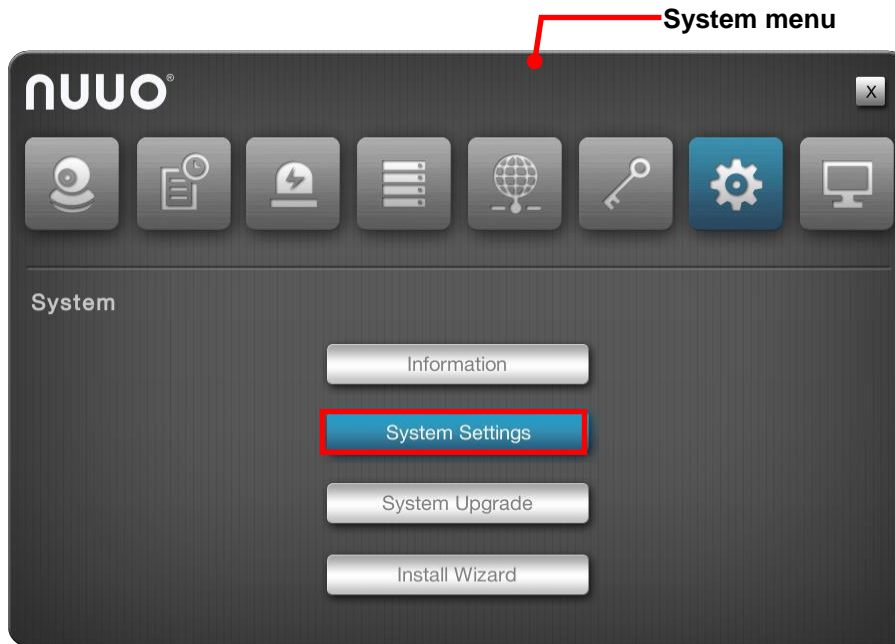 System menu
nuuo®
X
System
Information
System Settings
System Upgrade
Install Wizard